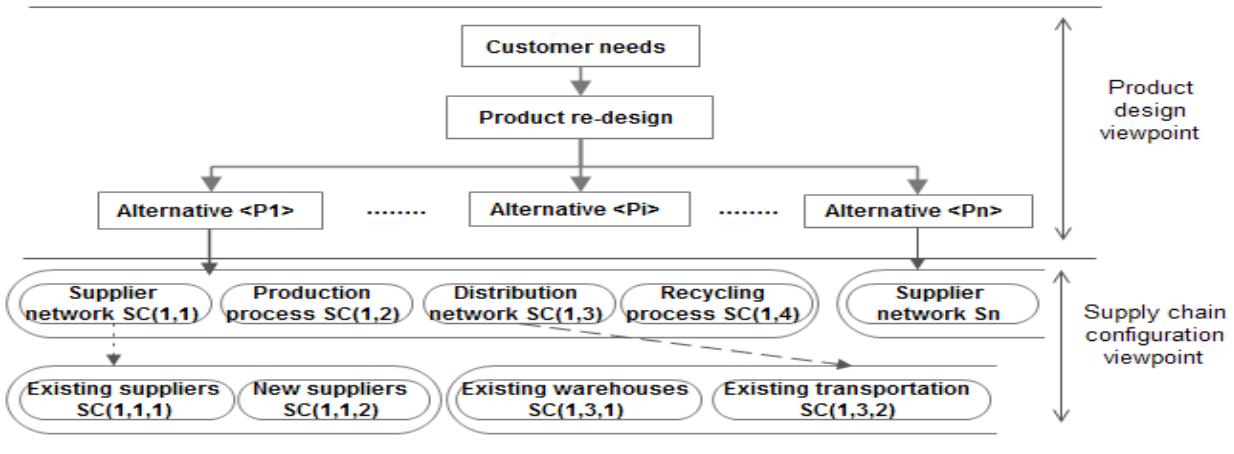 Customer needs
Product re-design
Product
design
viewpoint
Alternative <P1>
........
Alternative <Pi>
........
Alternative <Pn>
Supplier
network SC(1,1)
Production
process SC(1,2)
Distribution
network SC(1,3)
Recycling
process SC(1,4)
Supplier
network Sn
Supply chain
configuration
viewpoint
Existing suppliers
SC(1,1,1)
New suppliers
SC(1,1,2)
Existing warehouses
SC(1,3,1)
Existing transportation
SC(1,3,2)